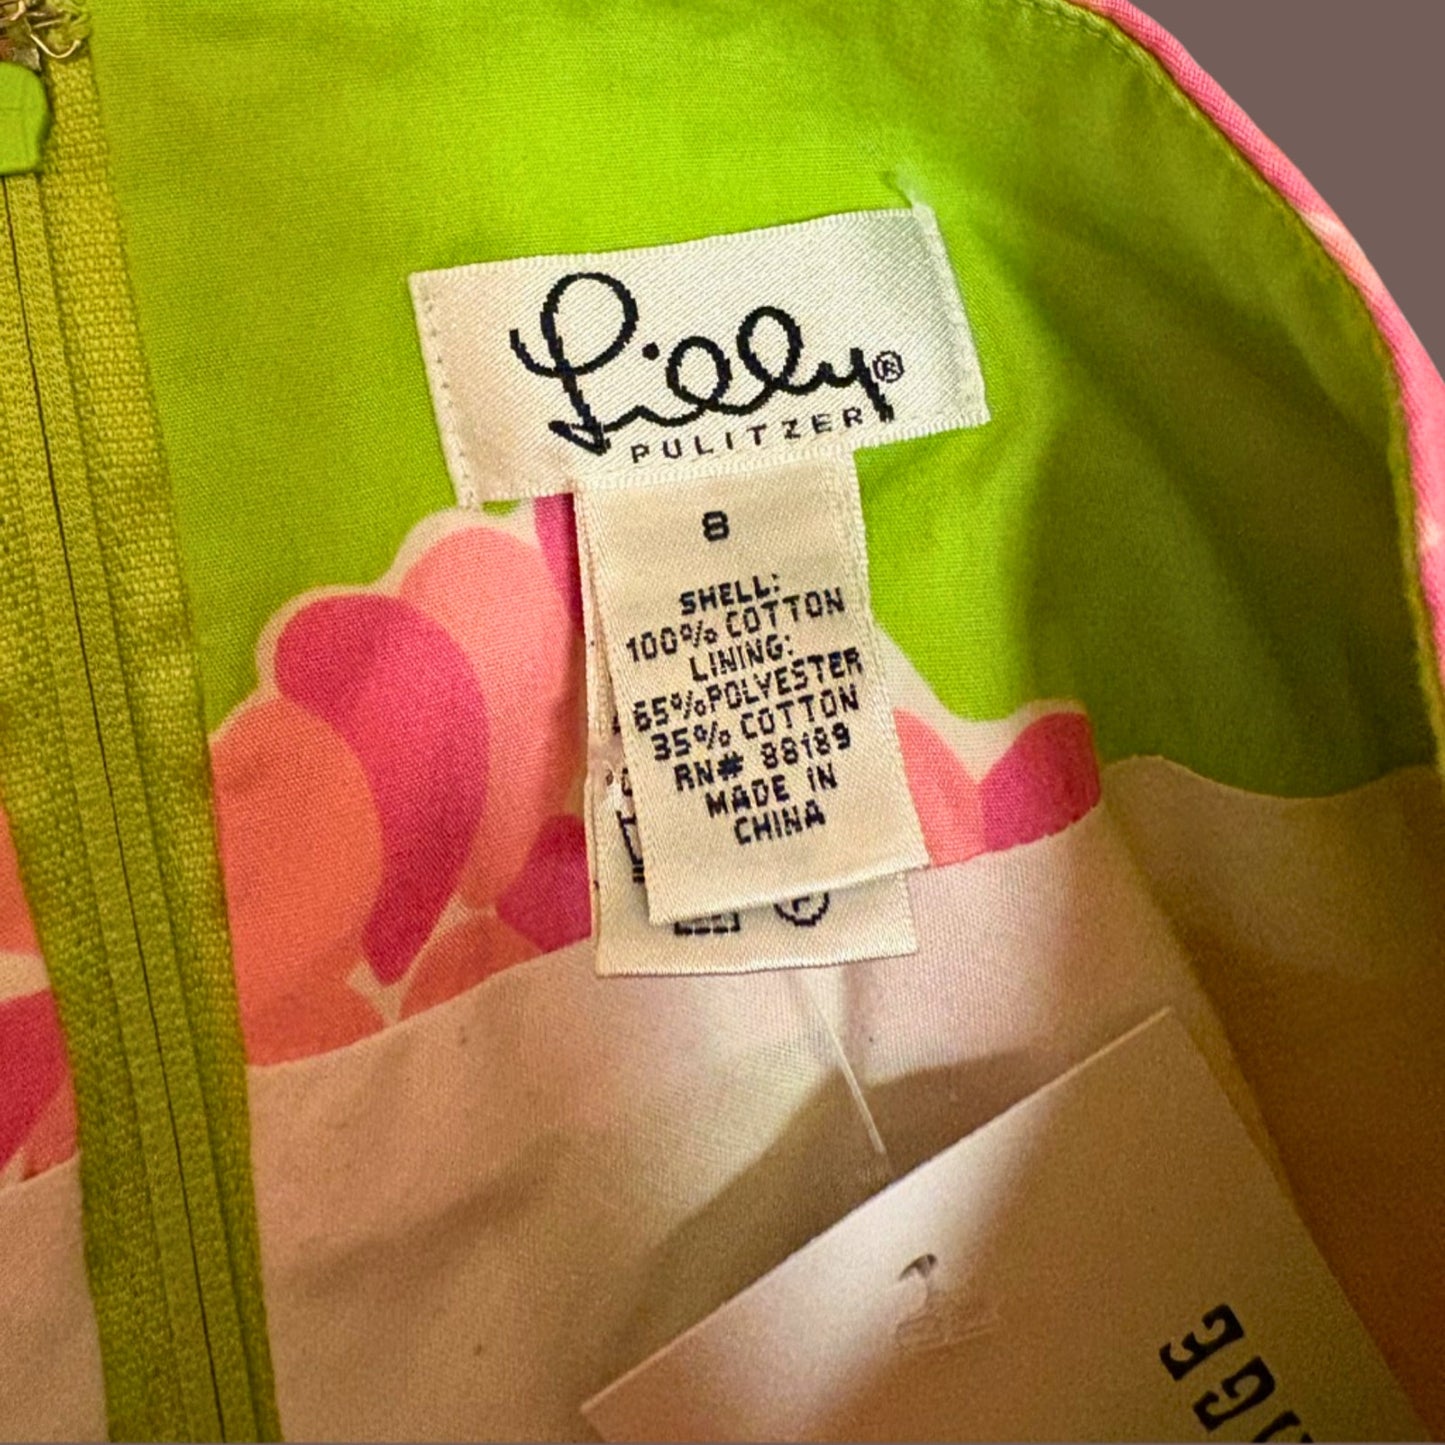 Lilly®
PULITZER
8
SHELL:
100% COTTON
LINING:
65% POLYESTER
35% COTTON
RN# 88189
MADE IN
CHINA
P